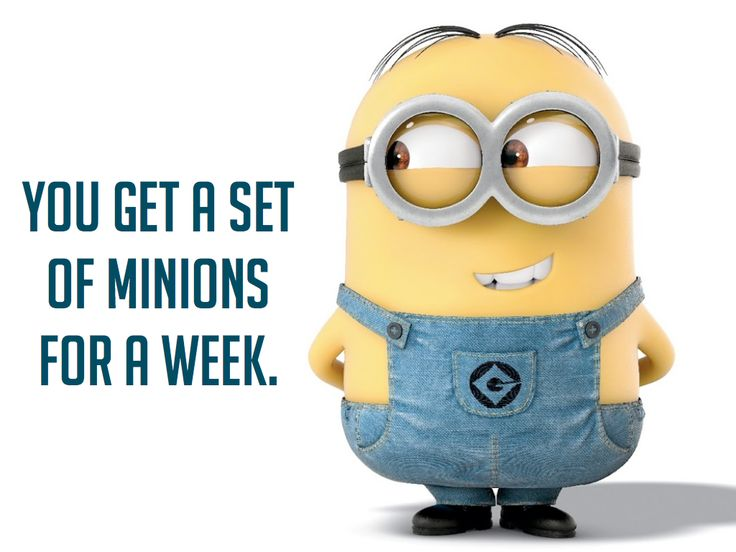 YOU GET A SET
OF MINIONS
FOR A WEEK.